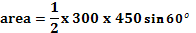 area = 1/2 x 300 x 450 sin 60°